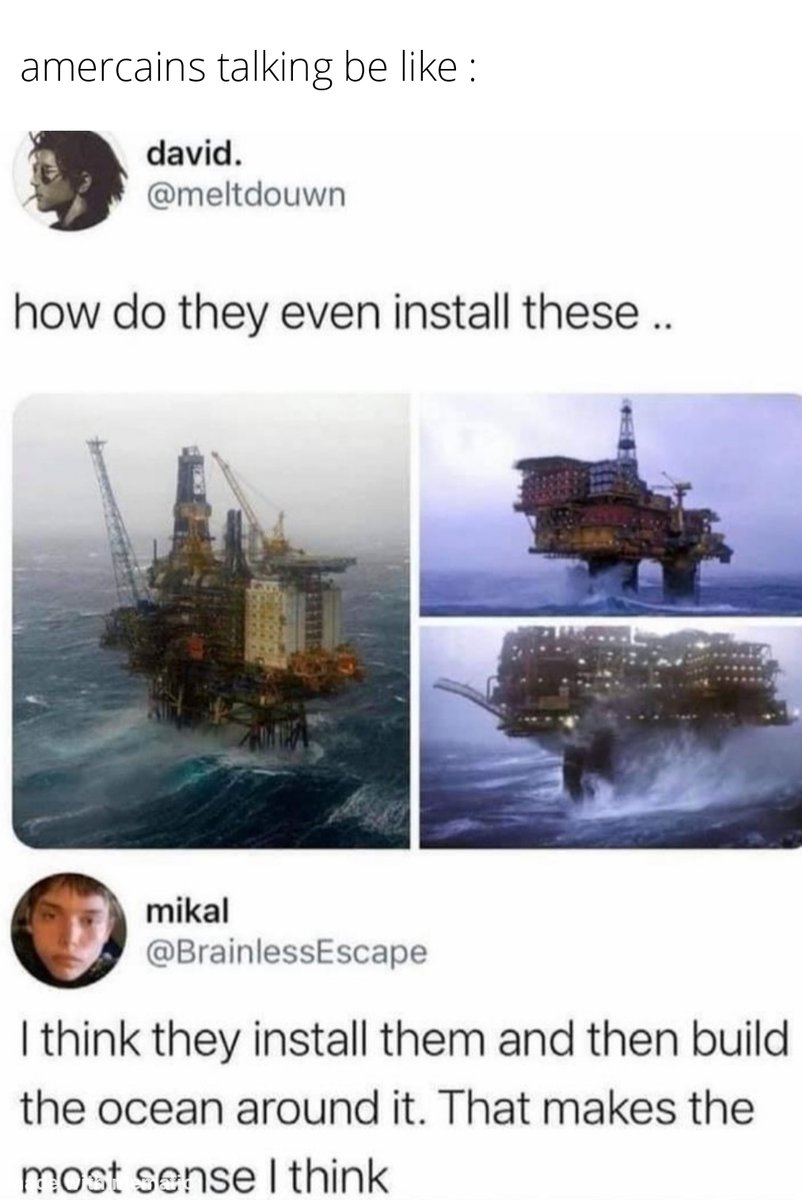 amercains talking be like :
david.
@meltdouwn
how do they even install these ..
mikal
@BrainlessEscape
I think they install them and then build
the ocean around it. That makes the
most sense I think